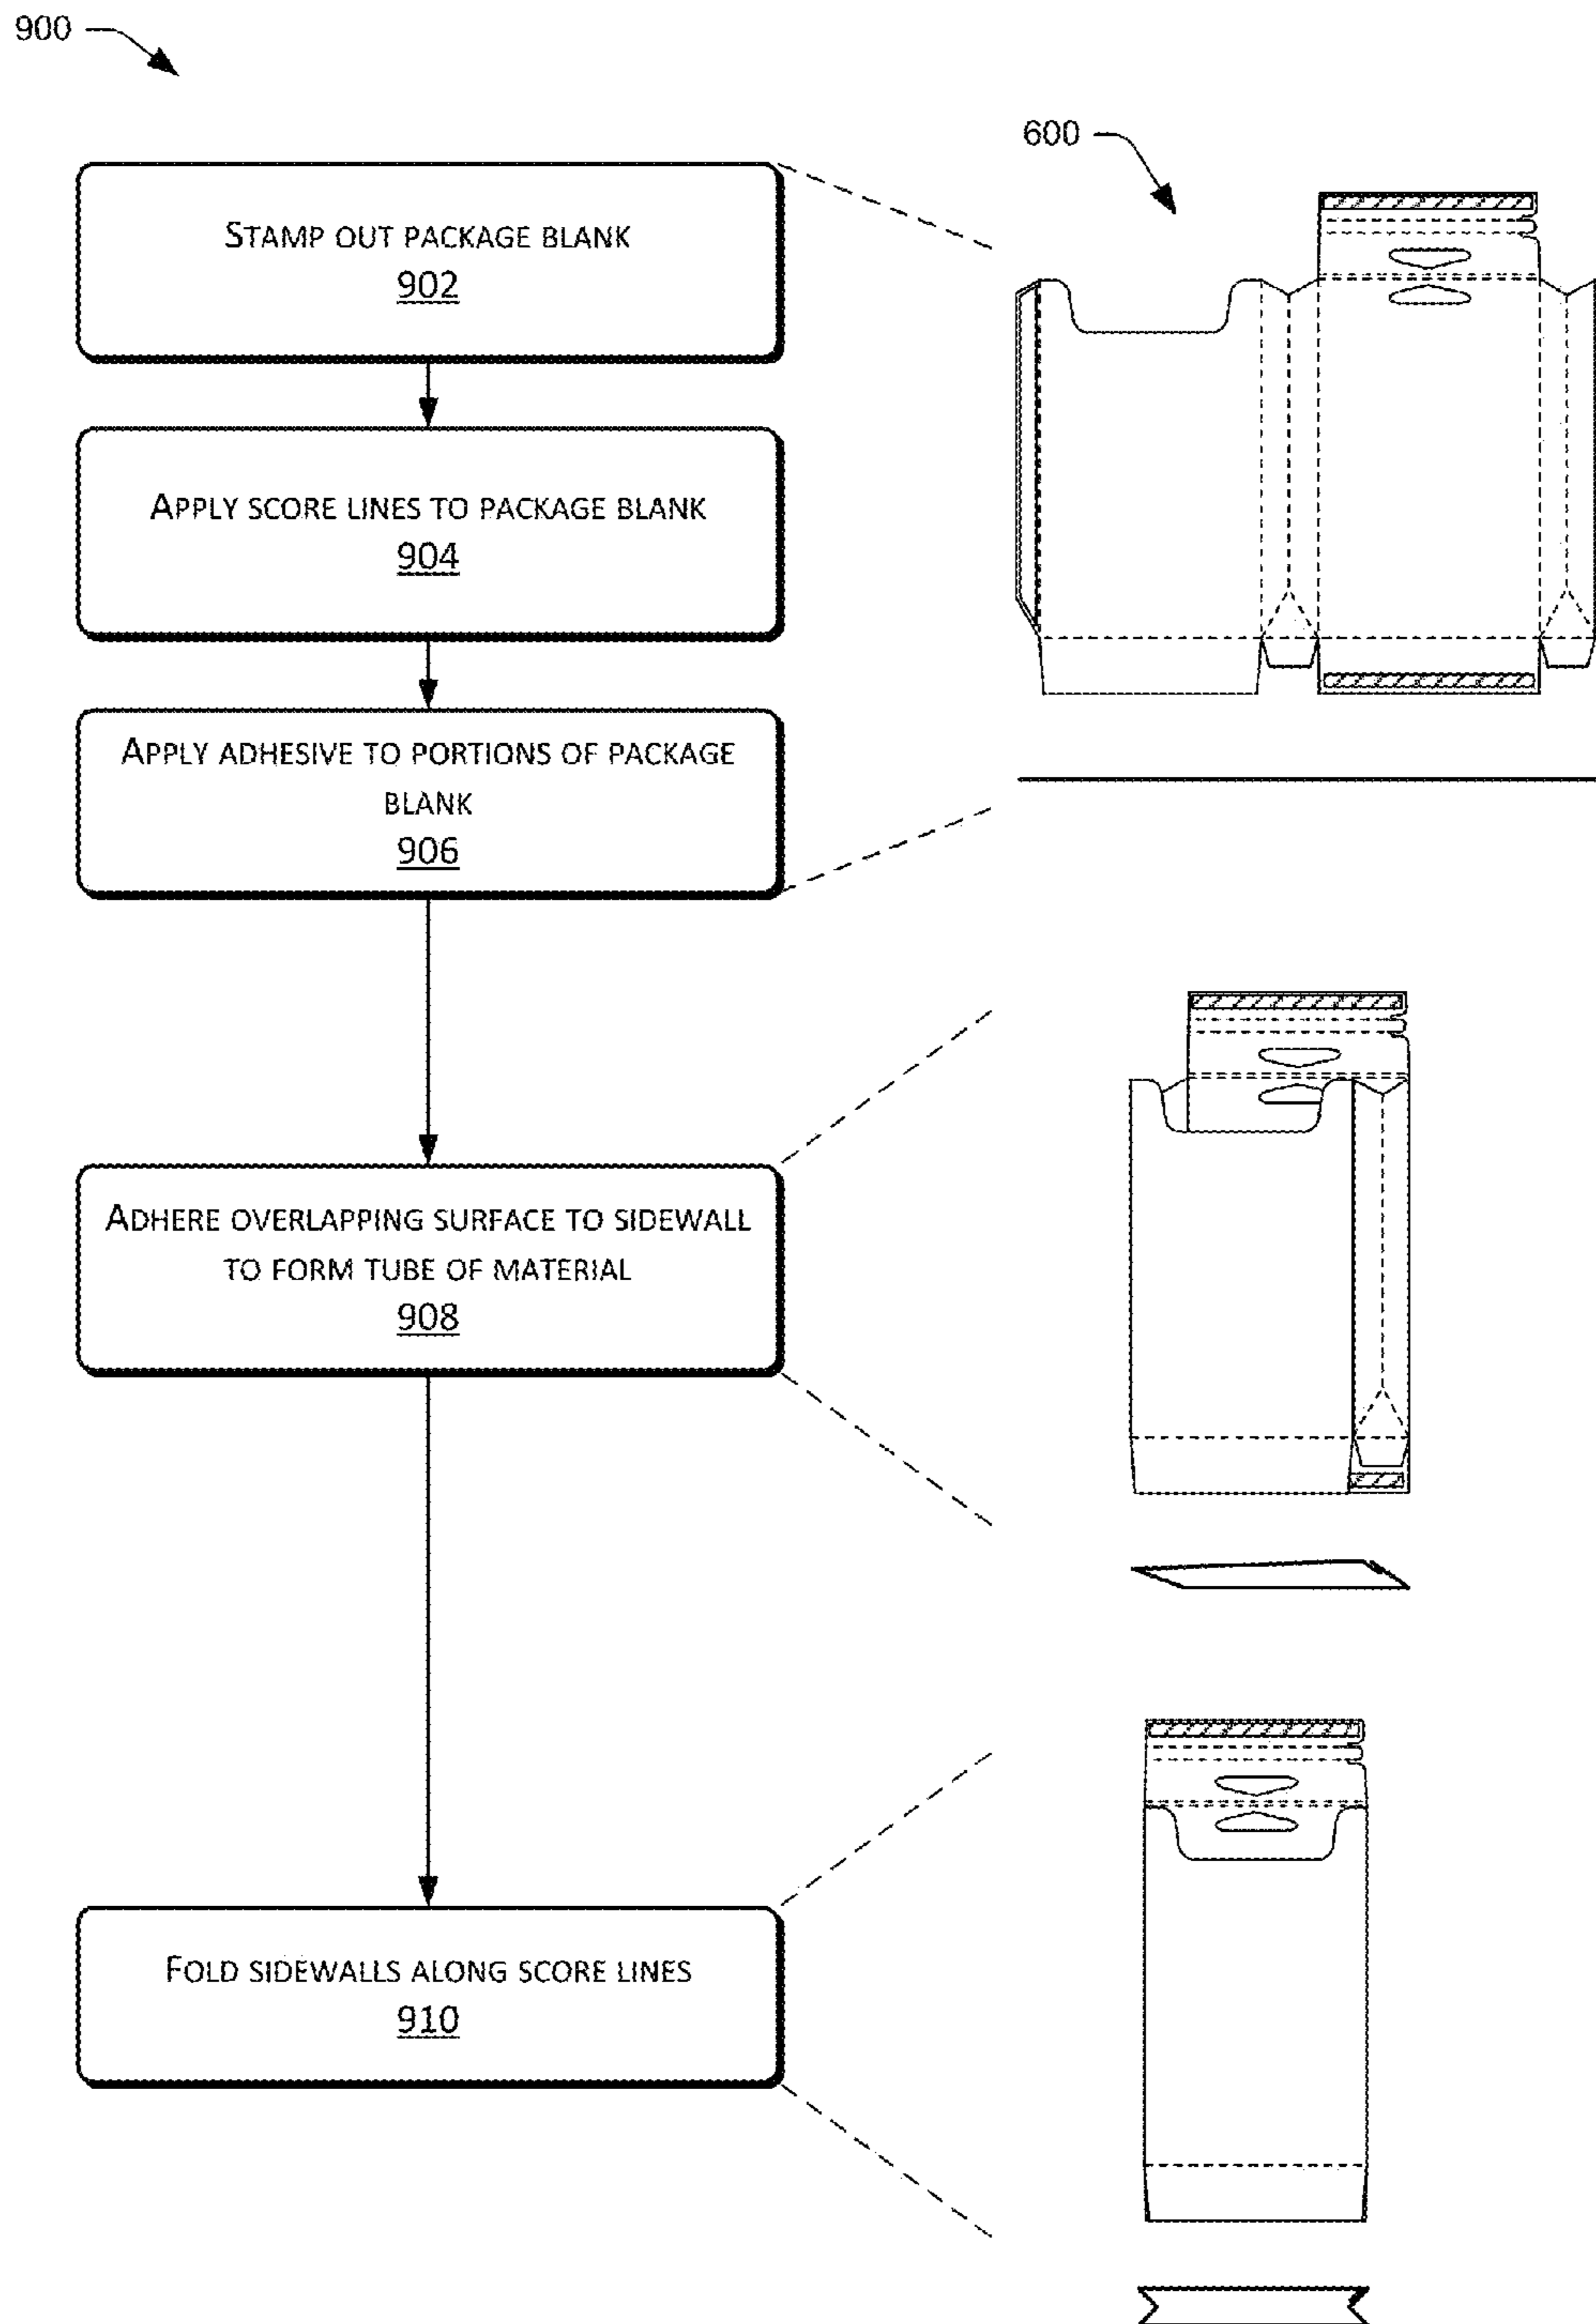 900
600
STAMP OUT PACKAGE BLANK
902
APPLY SCORE LINES TO PACKAGE BLANK
904
APPLY ADHESIVE TO PORTIONS OF PACKAGE
BLANK
906
ADHERE OVERLAPPING SURFACE TO SIDEWALL
TO FORM TUBE OF MATERIAL
908
FOLD SIDEWALLS ALONG SCORE LINES
910